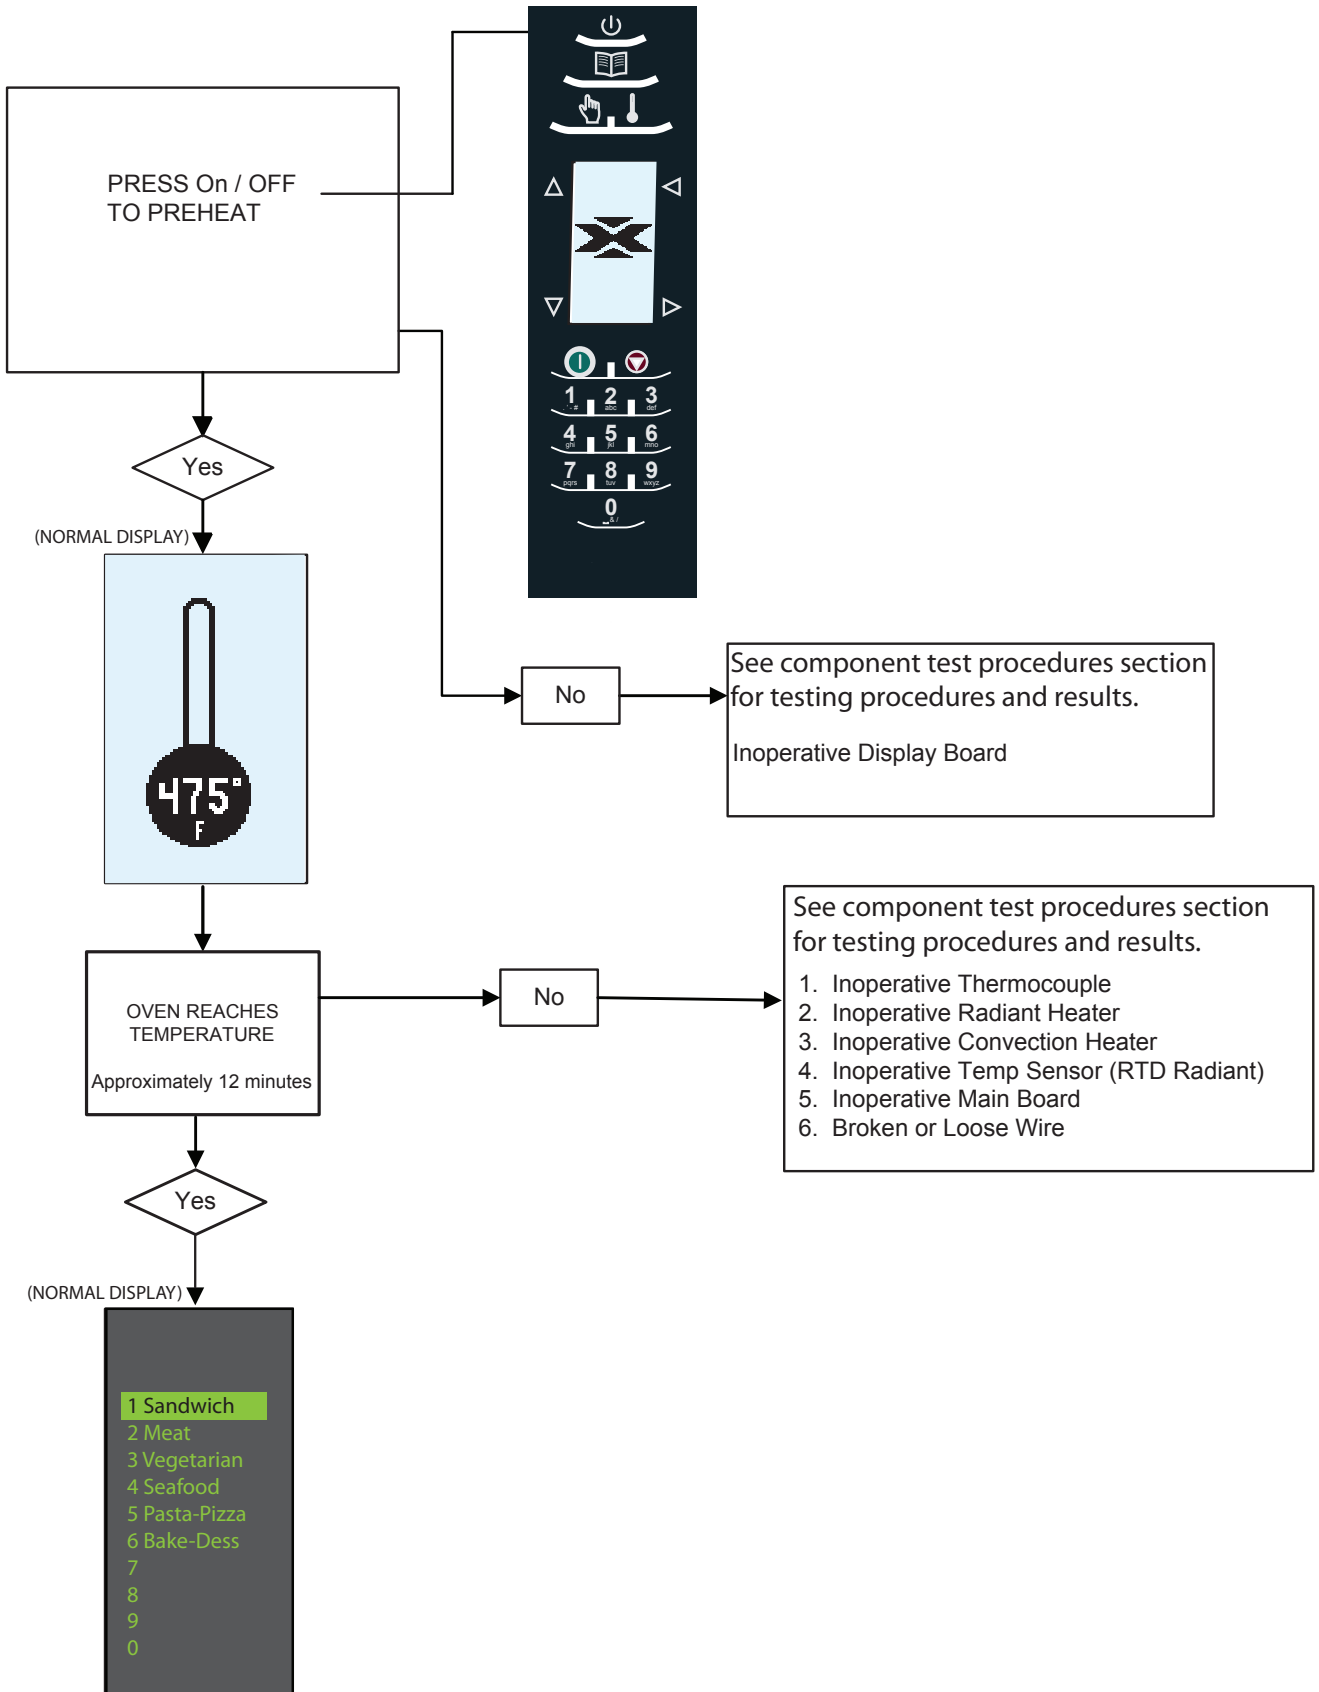 PRESS On / OFF
TO PREHEAT
1 2 3
. ' - # abc def
4 5 6
ghi jkl mno
7 8 9
pqrs tuv wxyz
0
&/
Yes
(NORMAL DISPLAY)
475°
F
No
See component test procedures section
for testing procedures and results.
Inoperative Display Board
OVEN REACHES
TEMPERATURE
Approximately 12 minutes
No
See component test procedures section
for testing procedures and results.
1. Inoperative Thermocouple
2. Inoperative Radiant Heater
3. Inoperative Convection Heater
4. Inoperative Temp Sensor (RTD Radiant)
5. Inoperative Main Board
6. Broken or Loose Wire
Yes
(NORMAL DISPLAY)
1 Sandwich
2 Meat
3 Vegetarian
4 Seafood
5 Pasta-Pizza
6 Bake-Dess
7
8
9
0